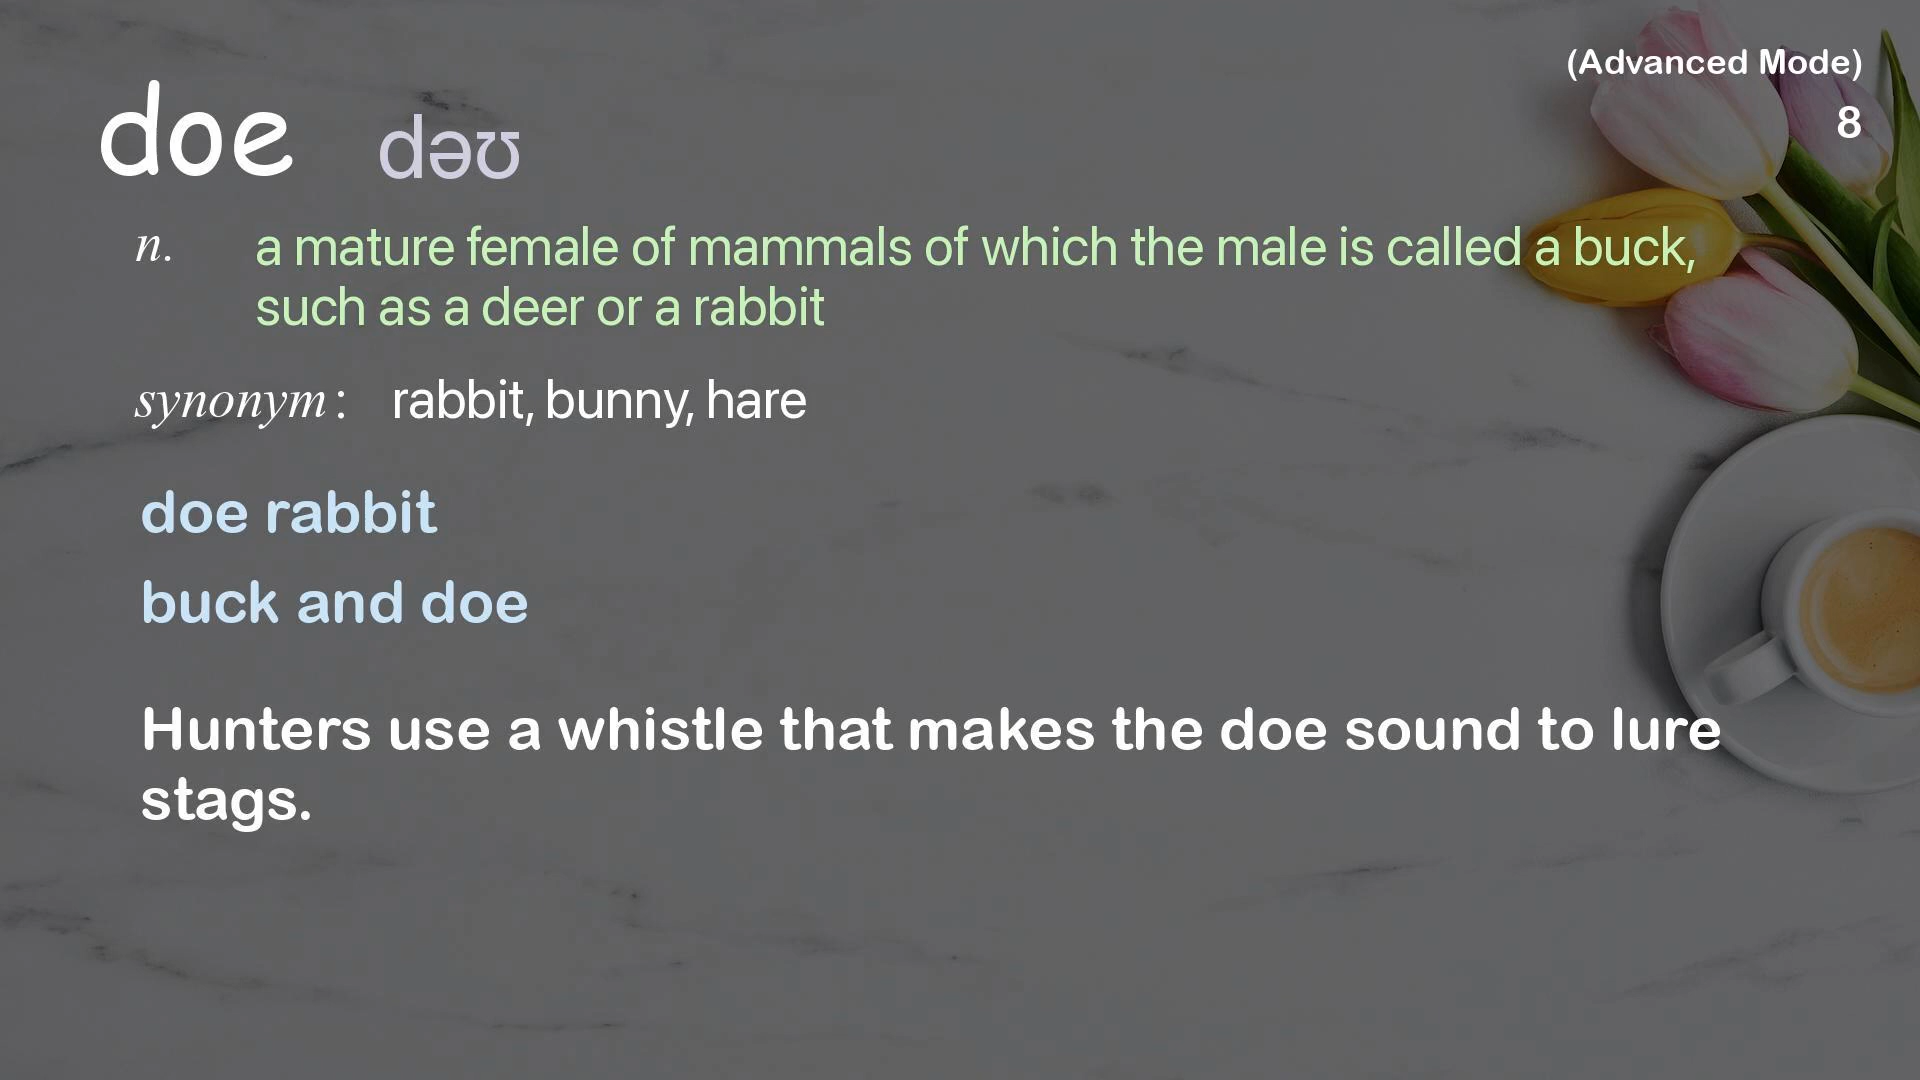 (Advanced Mode)
8
doe dəʊ
n. a mature female of mammals of which the male is called a buck,
such as a deer or a rabbit
synonym: rabbit, bunny, hare
doe rabbit
buck and doe
Hunters use a whistle that makes the doe sound to lure
stags.